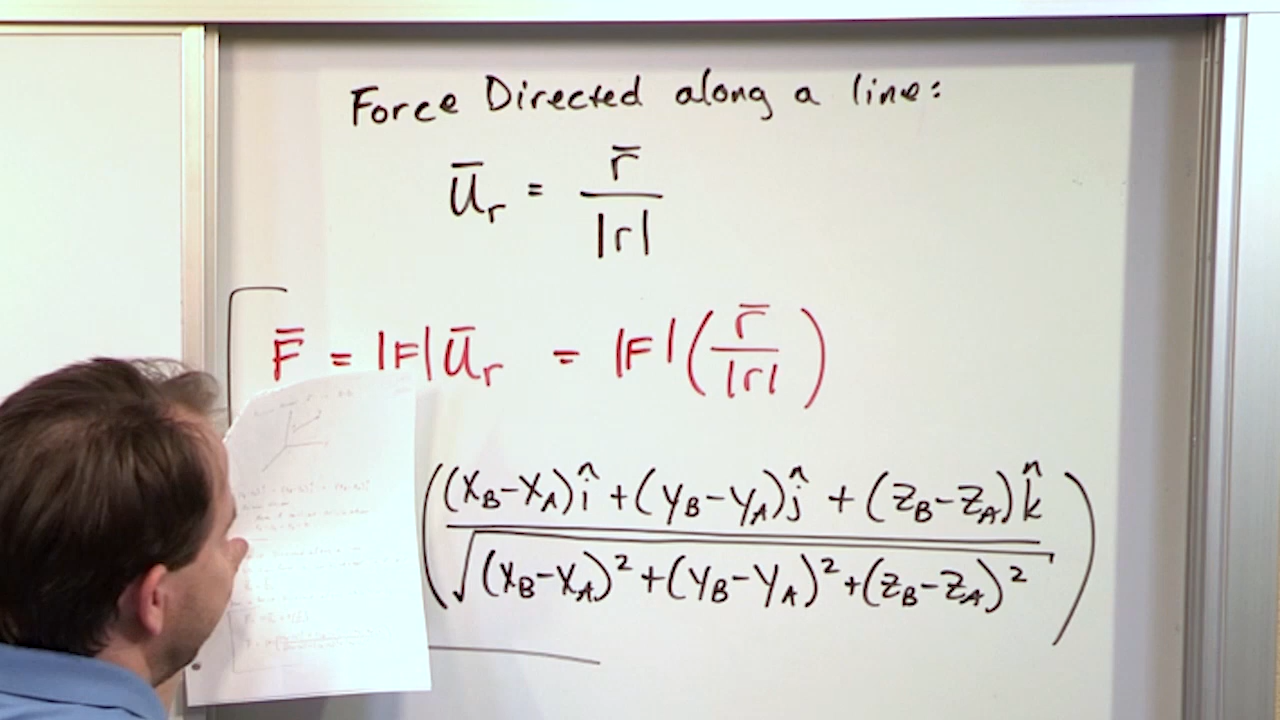 Force Directed along a line:
ū_r = r̄ / |r|
F̄ = |F| ū_r = |F| ( r̄ / |r| )
( (x_B-x_A) î + (y_B-y_A) ĵ + (z_B-z_A) k̂ / √(x_B-x_A)² + (y_B-y_A)² + (z_B-z_A)² )